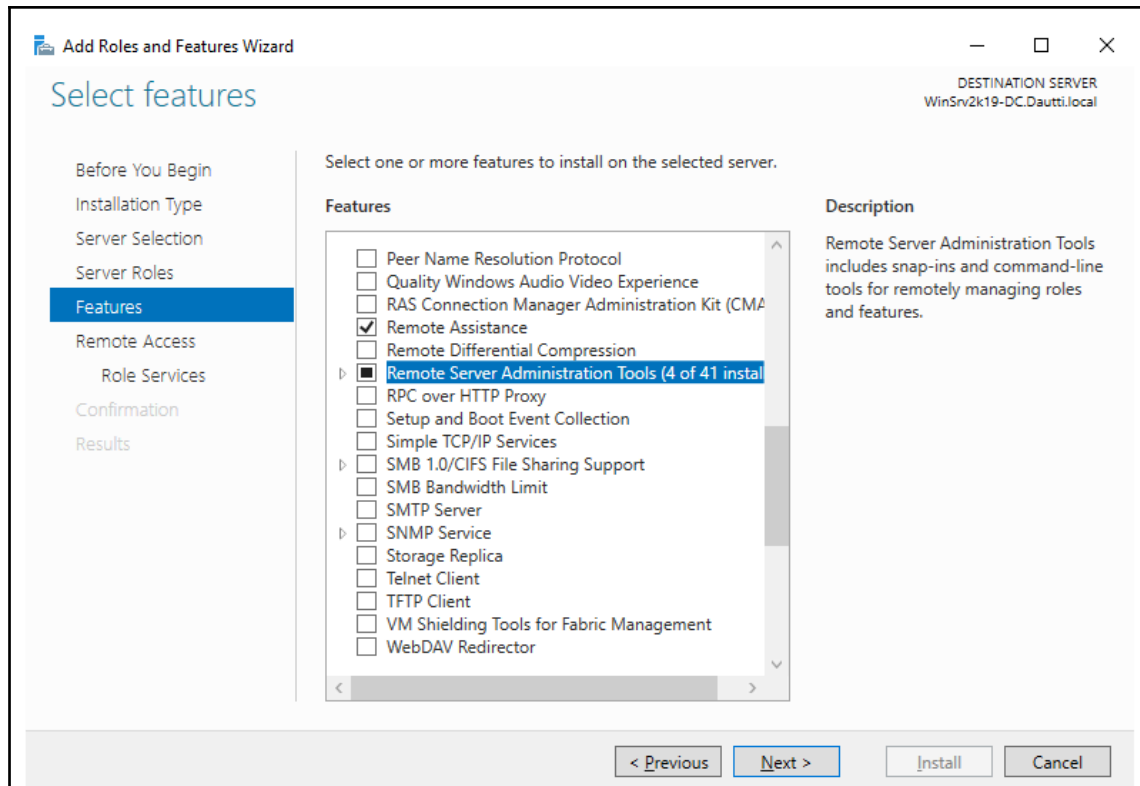 Add Roles and Features Wizard
Select features
DESTINATION SERVER
WinSrv2k19-DC.Dautti.local
Before You Begin
Installation Type
Server Selection
Server Roles
Features
Remote Access
Role Services
Confirmation
Results
Select one or more features to install on the selected server.
Features
Peer Name Resolution Protocol
Quality Windows Audio Video Experience
RAS Connection Manager Administration Kit (CMA
Remote Assistance
Remote Differential Compression
Remote Server Administration Tools (4 of 41 instal
RPC over HTTP Proxy
Setup and Boot Event Collection
Simple TCP/IP Services
SMB 1.0/CIFS File Sharing Support
SMB Bandwidth Limit
SMTP Server
SNMP Service
Storage Replica
Telnet Client
TFTP Client
VM Shielding Tools for Fabric Management
WebDAV Redirector
Description
Remote Server Administration Tools
includes snap-ins and command-line
tools for remotely managing roles
and features.
< Previous
Next >
Install
Cancel